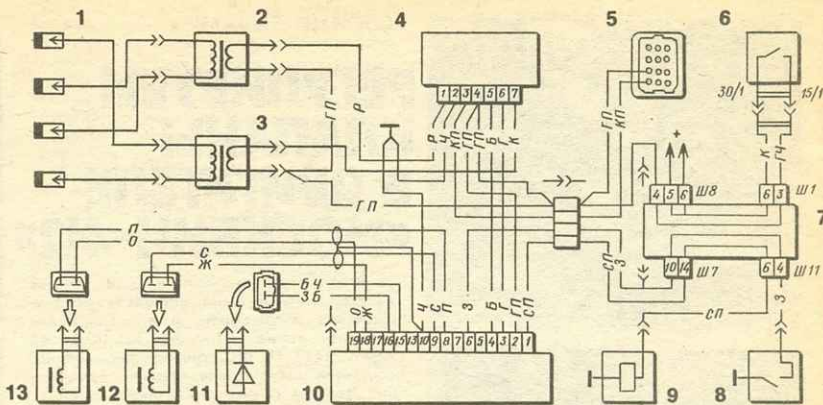 1 2 4 5 6
1 2 3 4 5 6 7
30/1 15/1
ГП
Р
Р Ч КП ГП ГП Б Г К
ГП КП
К ГЧ
3
+
4 5 6 Ш8
6 3 Ш1
7
ГП
П
О
С
Ж
10 14 Ш7
6 4 Ш11
СП З
БЧ
ЗБ
О Ж
Ч С П
З
Б Г ГП СП
З
СП
19 18 17 16 15 13 10 9 8 7 6 5 4 3 2 1
13 12 11 10 9 8